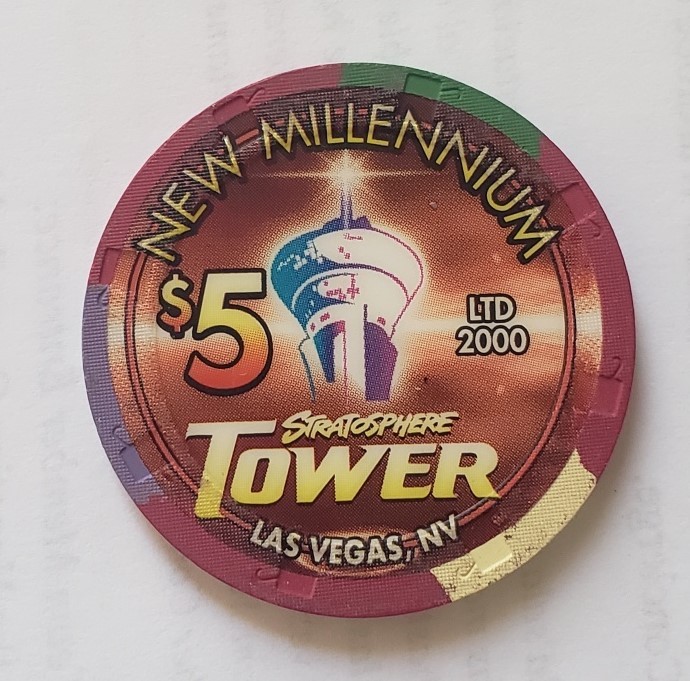 NEW MILLENNIUM
$5
LTD
2000
STRATOSPHERE
TOWER
LAS VEGAS, NV